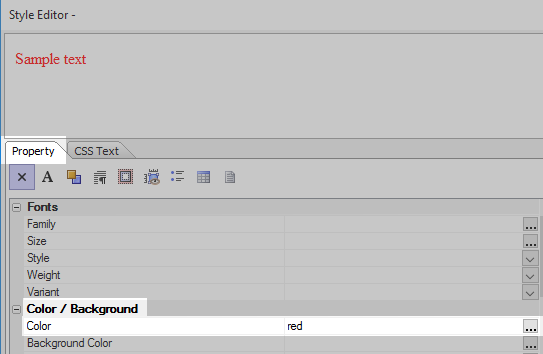 Style Editor -
Sample text
Property CSS Text
A
Fonts
Family
Size
Style
Weight
Variant
Color / Background
Color red
Background Color